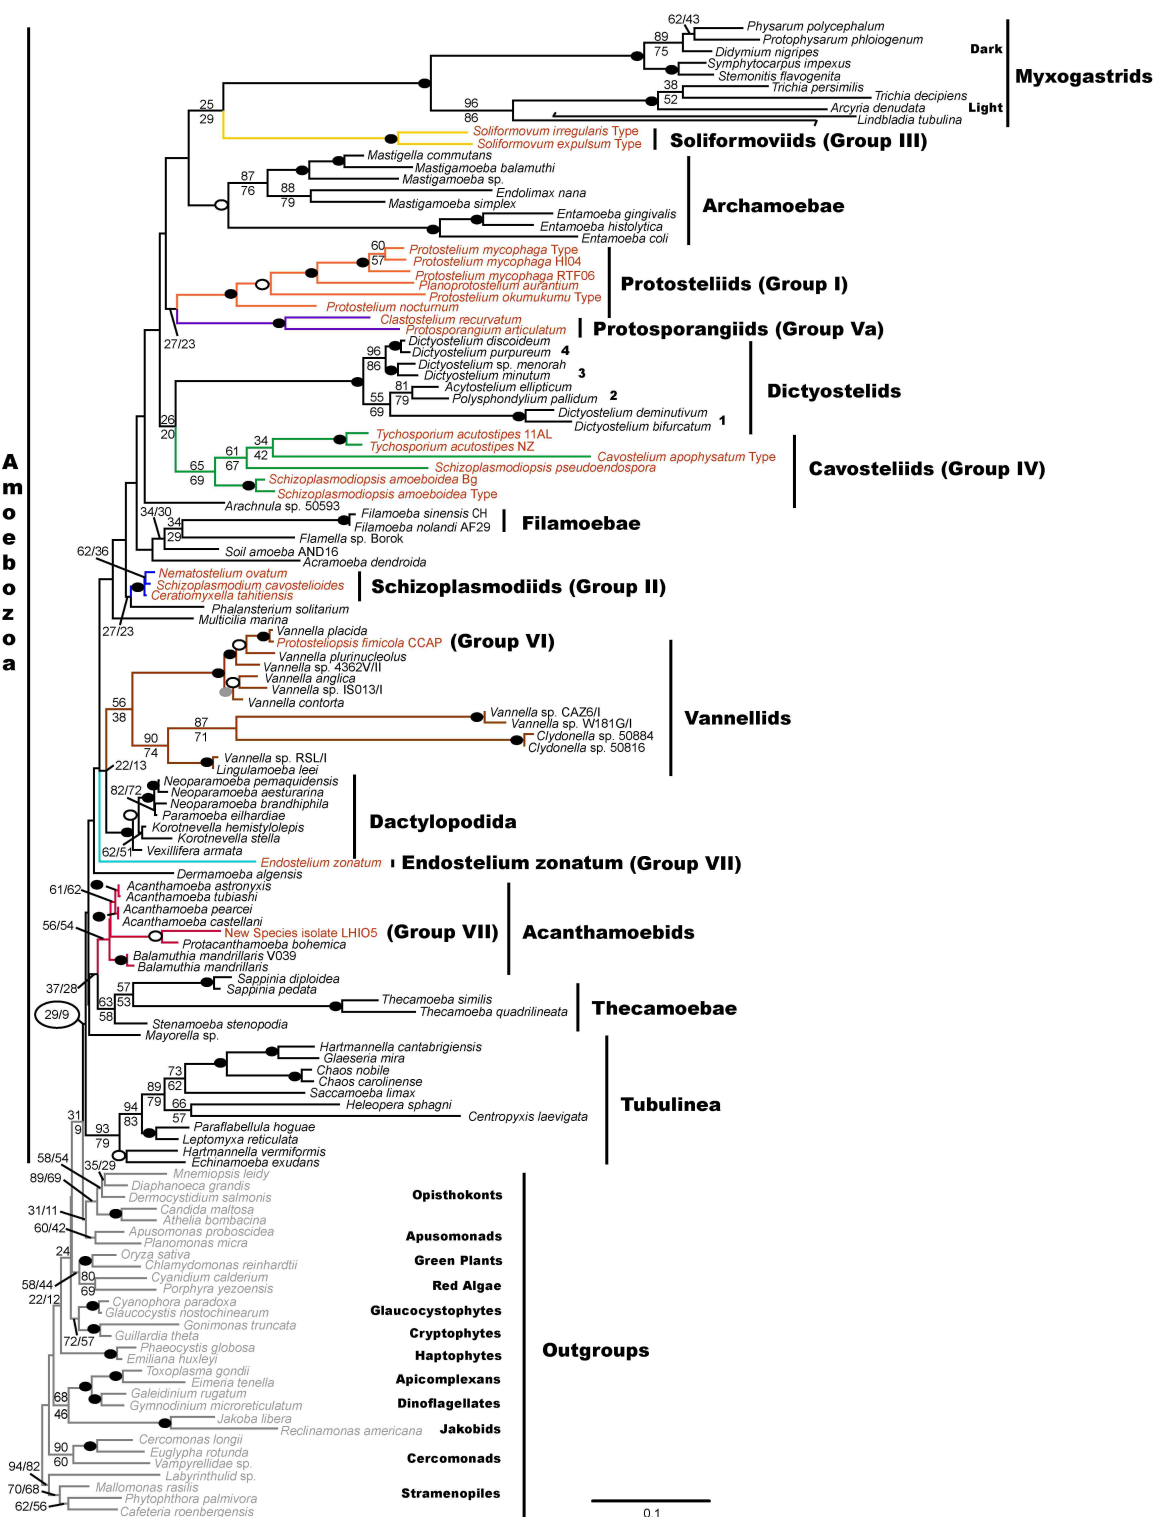 62/43
Physarum polycephalum
89
Protophysarum phloiogenum
Dark
75
Didymium nigripes
Symphytocarpus impexus
Stemonitis flavogenita
Myxogastrids
38
Trichia persimilis
52
Trichia decipiens
25
96
Arcyria denudata
Light
29
86
Lindbladia tubulina
Soliformovum irregularis Type
Soliformovum expulsum Type
Soliformoviids (Group III)
Mastigella commutans
Mastigamoeba balamuthi
87
Mastigamoeba sp.
76
88
Endolimax nana
79
Mastigamoeba simplex
Archamoebae
Entamoeba gingivalis
Entamoeba histolytica
Entamoeba coli
60
Protostelium mycophaga Type
57
Protostelium mycophaga HI04
Protostelium mycophaga RTF06
Planoprotostelium aurantium
Protosteliids (Group I)
Protostelium okumukumu Type
Protostelium nocturnum
Clastostelium recurvatum
Protosporangium articulatum
Protosporangiids (Group Va)
27/23
Dictyostelium discoideum
96
Dictyostelium purpureum
4
86
Dictyostelium sp. menorah
Dictyostelium minutum
3
81
Acytostelium ellipticum
Dictyostelids
55
79
Polysphondylium pallidum
2
69
Dictyostelium deminutivum
1
26
Dictyostelium bifurcatum
20
Tychosporium acutostipes 11AL
34
Tychosporium acutostipes NZ
61
42
Cavostelium apophysatum Type
65
67
Schizoplasmodiopsis pseudoendospora
Cavosteliids (Group IV)
69
Schizoplasmodiopsis amoeboidea Bg
Schizoplasmodiopsis amoeboidea Type
Arachnula sp. 50593
34/30
Filamoeba sinensis CH
34
Filamoeba nolandi AF29
Filamoebae
29
Flamella sp. Borok
62/36
Soil amoeba AND16
Acramoeba dendroida
Nematostelium ovatum
Schizoplasmodium cavostelioides
Schizoplasmodiids (Group II)
Ceratiomyxella tahitiensis
Phalansterium solitarium
Multicilia marina
27/23
Amoebozoa
Vannella placida
Protosteliopsis fimicola CCAP
(Group VI)
Vannella plurinucleolus
Vannella sp. 4362V/II
Vannella anglica
Vannella sp. IS013/I
Vannella contorta
56
38
Vannella sp. CAZ6/I
87
Vannella sp. W181G/I
Vannellids
90
71
Clydonella sp. 50884
74
Clydonella sp. 50816
Vannella sp. RSL/I
22/13
Lingulamoeba leei
Neoparamoeba pemaquidensis
82/72
Neoparamoeba aesturarina
Neoparamoeba brandhiphila
Paramoeba eilhardiae
Dactylopodida
Korotnevella hemistylolepis
Korotnevella stella
62/51
Vexillifera armata
Endostelium zonatum
Endostelium zonatum (Group VII)
Dermamoeba algensis
61/62
Acanthamoeba astronyxis
Acanthamoeba tubiashi
Acanthamoeba pearcei
56/54
Acanthamoeba castellani
New Species isolate LHIO5
(Group VII)
Acanthamoebids
Protacanthamoeba bohemica
Balamuthia mandrillaris V039
Balamuthia mandrillaris
37/28
57
Sappinia diploidea
Sappinia pedata
63
53
Thecamoeba similis
58
Thecamoeba quadrilineata
Thecamoebae
29/9
Stenamoeba stenopodia
Mayorella sp.
Hartmannella cantabrigiensis
Glaeseria mira
73
Chaos nobile
89
62
Chaos carolinense
79
Saccamoeba limax
94
66
Heleopera sphagni
Tubulinea
31
83
57
Centropyxis laevigata
9
93
Paraflabellula hoguae
79
Leptomyxa reticulata
Hartmannella vermiformis
58/54
Echinamoeba exudans
35/29
Mnemiopsis leidy
89/69
Diaphanoeca grandis
Dermocystidium salmonis
Opisthokonts
31/11
Candida maltosa
Athelia bombacina
60/42
Apusomonas proboscidea
Apusomonads
Planomonas micra
24
Oryza sativa
Green Plants
Chlamydomonas reinhardtii
58/44
80
Cyanidium calderium
Red Algae
69
Porphyra yezoensis
22/12
Cyanophora paradoxa
Glaucocystophytes
Glaucocystis nostochinearum
Gonimonas truncata
Cryptophytes
72/57
Guillardia theta
Phaeocystis globosa
Haptophytes
Outgroups
Emiliana huxleyi
Toxoplasma gondii
Apicomplexans
Eimeria tenella
68
Galeidinium rugatum
Dinoflagellates
46
Gymnodinium microreticulatum
Jakoba libera
Jakobids
Reclinamonas americana
90
Cercomonas longii
60
Euglypha rotunda
Cercomonads
94/82
Vampyrellidae sp.
Labyrinthulid sp.
70/68
Mallomonas rasilis
Stramenopiles
62/56
Phytophthora palmivora
Cafeteria roenbergensis
0.1